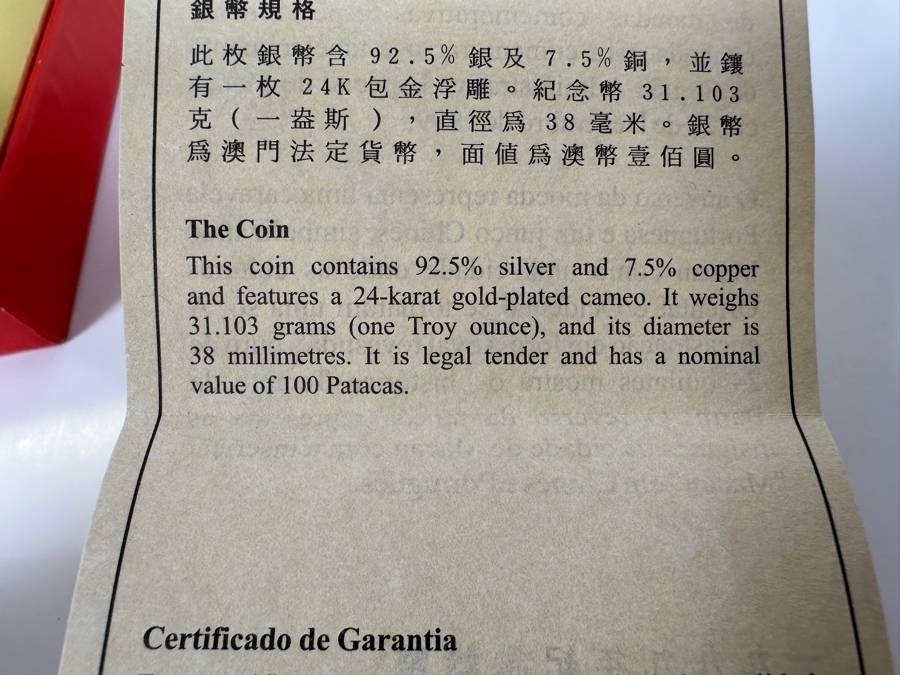 銀幣規格
此枚銀幣含 92.5% 銀及 7.5% 銅，並鑲
有一枚 24K 包金浮雕。紀念幣 31.103
克（一盎斯），直徑爲 38 毫米。銀幣
爲澳門法定貨幣，面値爲澳幣壹佰圓。
The Coin
This coin contains 92.5% silver and 7.5% copper
and features a 24-karat gold-plated cameo. It weighs
31.103 grams (one Troy ounce), and its diameter is
38 millimetres. It is legal tender and has a nominal
value of 100 Patacas.
Certificado de Garantia